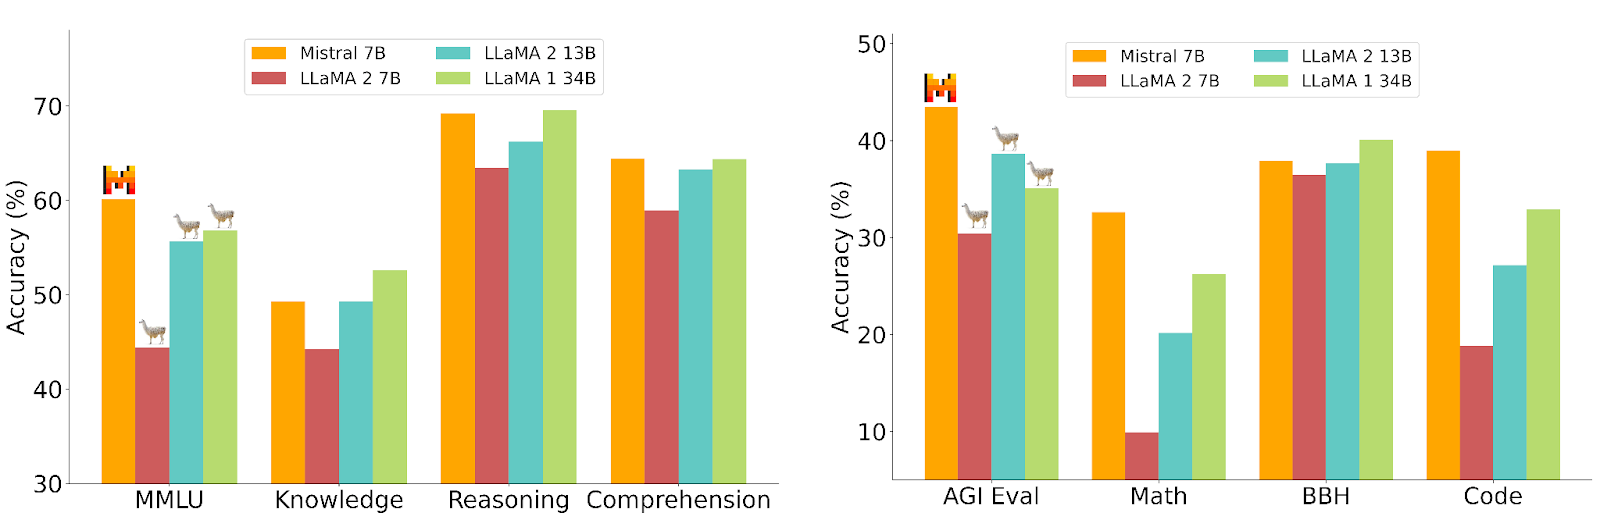 Mistral 7B
LLaMA 2 7B
LLaMA 2 13B
LLaMA 1 34B
Accuracy (%)
70
60
50
40
30
MMLU Knowledge Reasoning Comprehension
Mistral 7B
LLaMA 2 7B
LLaMA 2 13B
LLaMA 1 34B
Accuracy (%)
50
40
30
20
10
AGI Eval Math BBH Code